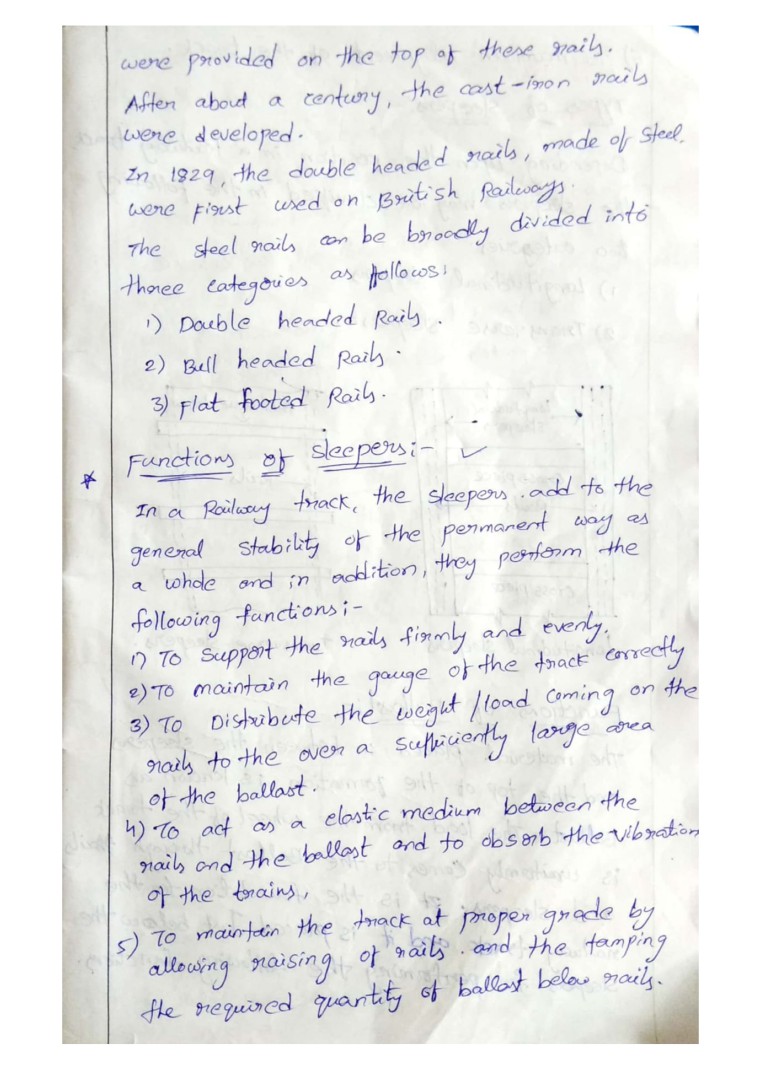 were provided on the top of these rails.
After about a century, the cast-iron rails
were developed.
In 1829, the double headed rails, made of Steel.
were First used on British Railways.
The steel rails can be broadly divided into
three categories as follows:
1) Double headed Rails.
2) Bull headed Rails.
3) Flat footed Rails.
* Functions of sleepers:- ✓
In a Railway track, the sleepers. add to the
general stability of the permanent way as
a whole and in addition, they perform the
following functions:-
1) To Support the rails firmly and evenly.
2) To maintain the gauge of the track correctly
3) To Distribute the weight / load coming on the
rails to the over a sufficiently large area
of the ballast.
4) To act as a elastic medium between the
rails and the ballast and to absorb the vibration
of the trains,
5) To maintain the track at proper grade by
allowing raising of rails. and the tamping
the required quantity of ballast below rails.